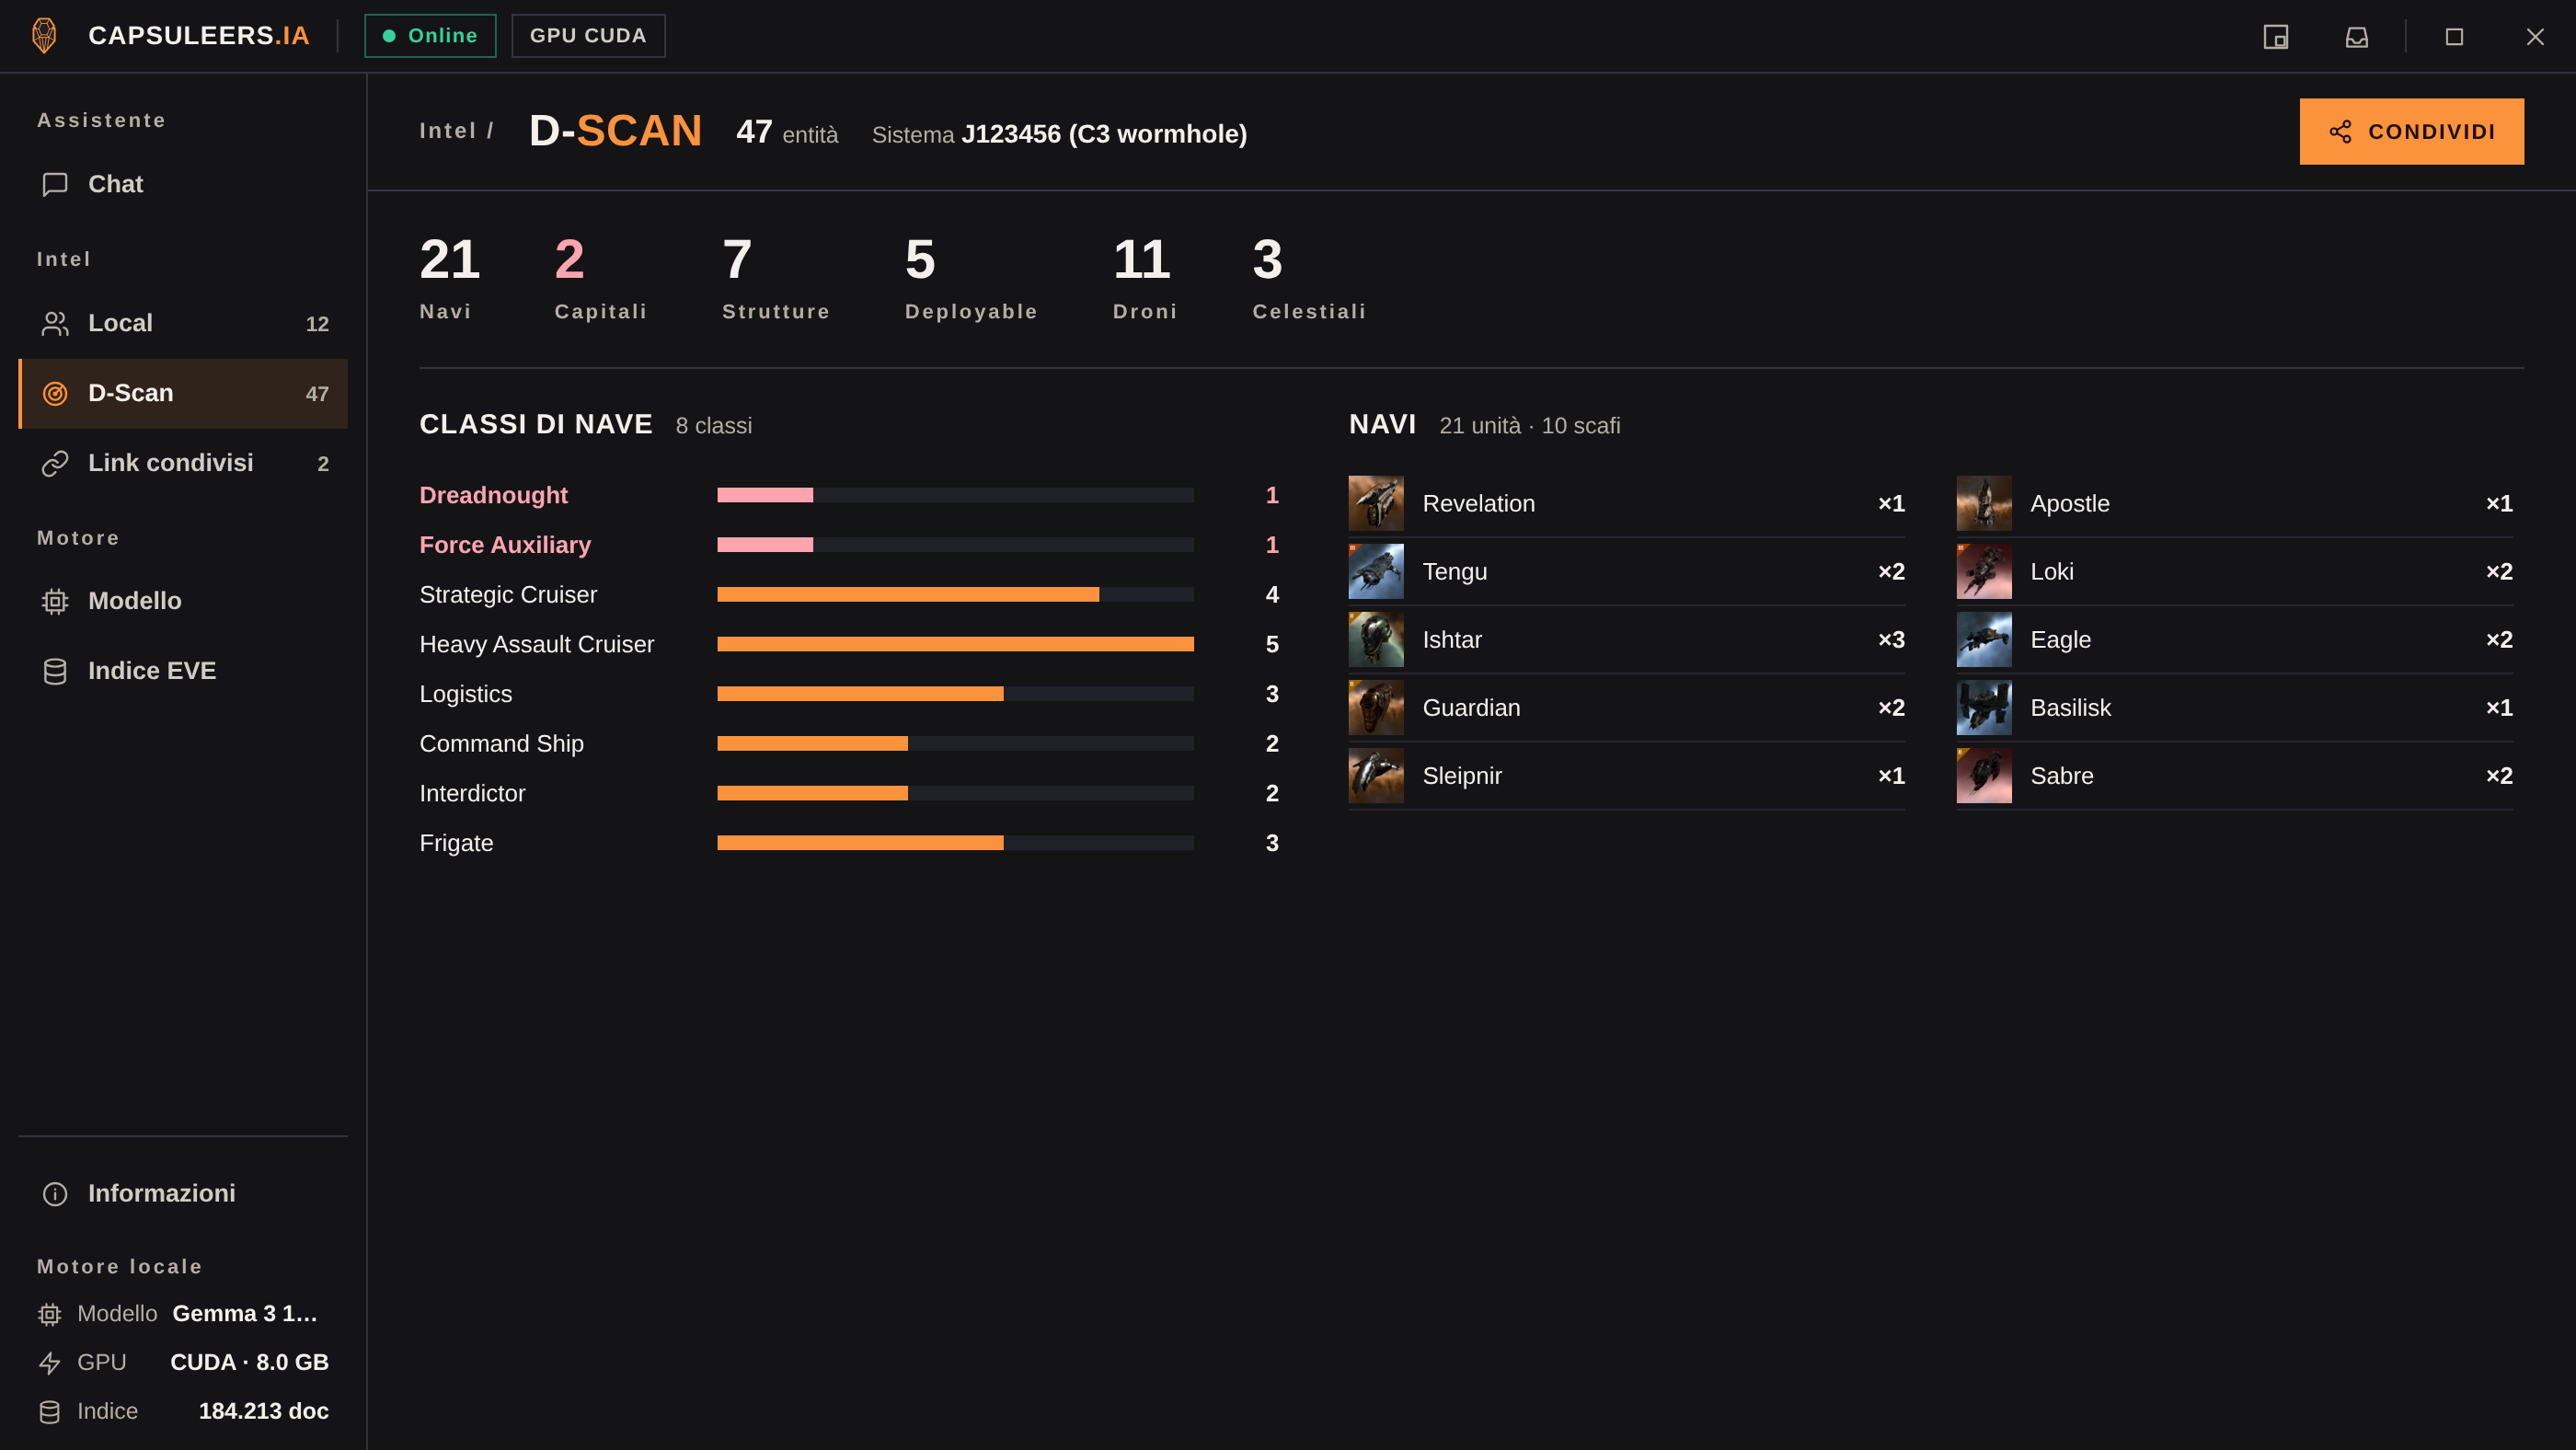 CAPSULEERS.IA
Online
GPU CUDA
Assistente
Chat
Intel
Local 12
D-Scan 47
Link condivisi 2
Motore
Modello
Indice EVE
Informazioni
Motore locale
Modello Gemma 3 1…
GPU CUDA · 8.0 GB
Indice 184.213 doc
Intel / D-SCAN 47 entità Sistema J123456 (C3 wormhole)
CONDIVIDI
21 Navi
2 Capitali
7 Strutture
5 Deployable
11 Droni
3 Celestiali
CLASSI DI NAVE 8 classi
Dreadnought 1
Force Auxiliary 1
Strategic Cruiser 4
Heavy Assault Cruiser 5
Logistics 3
Command Ship 2
Interdictor 2
Frigate 3
NAVI 21 unità · 10 scafi
Revelation ×1
Apostle ×1
Tengu ×2
Loki ×2
Ishtar ×3
Eagle ×2
Guardian ×2
Basilisk ×1
Sleipnir ×1
Sabre ×2